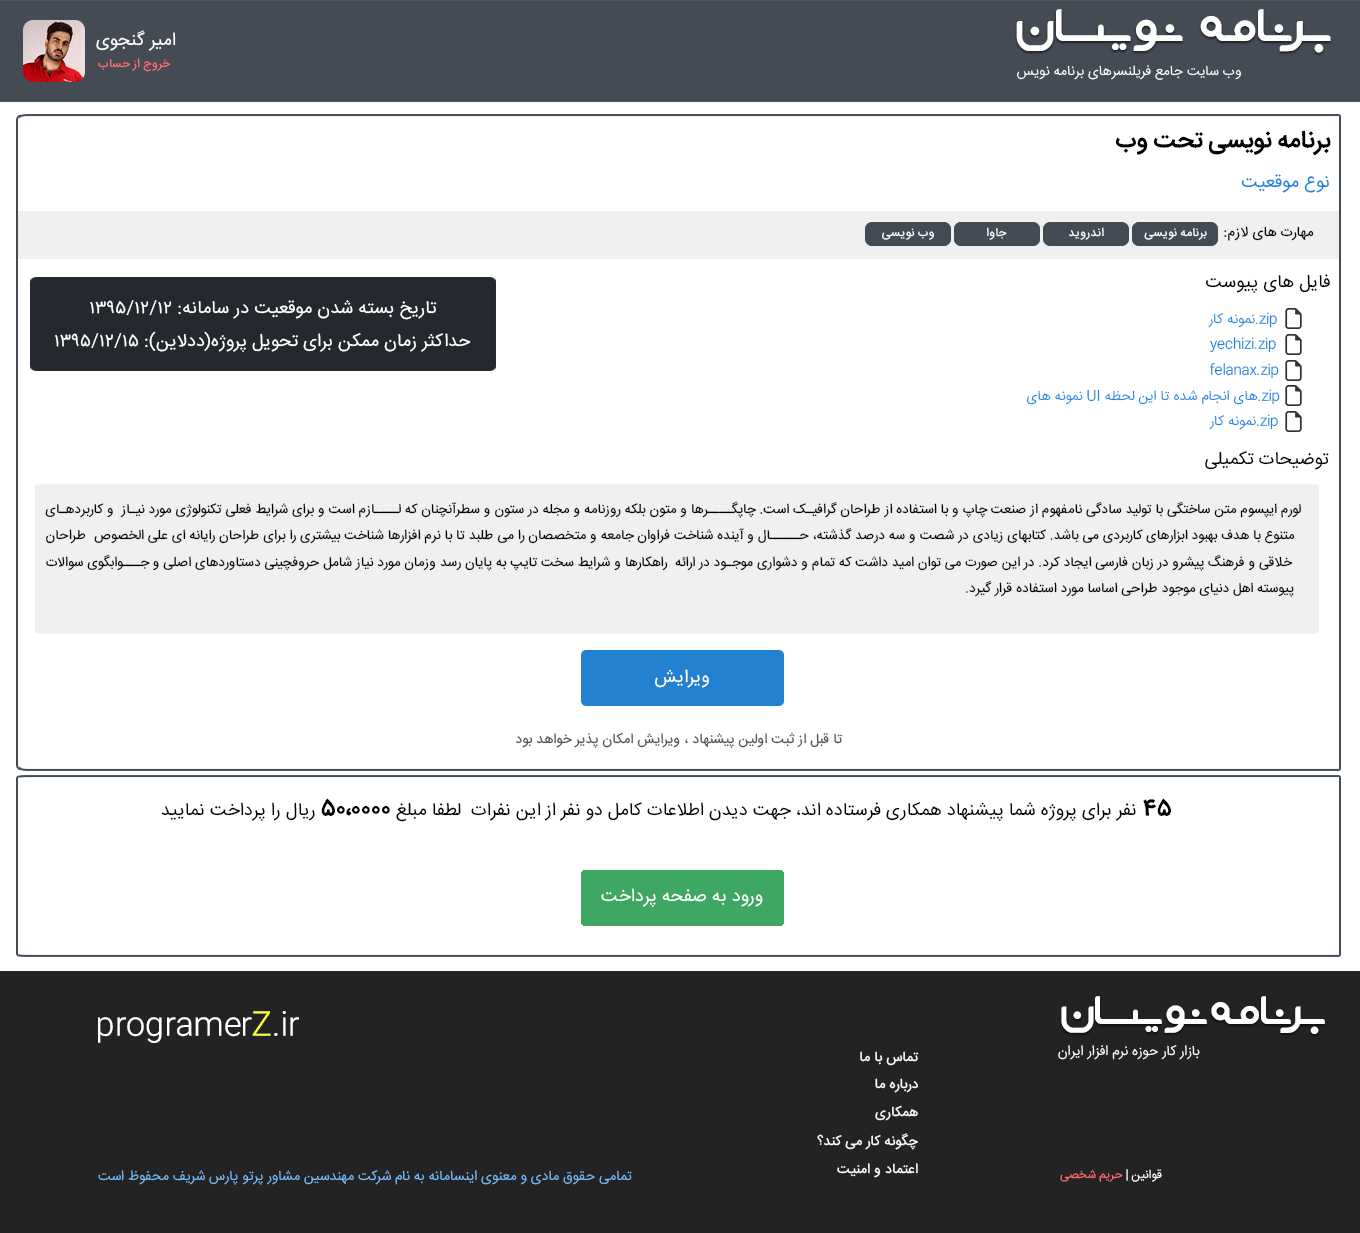 برنامه نویسان
وب سایت جامع فریلنسرهای برنامه نویس
امیر گنجوی
خروج از حساب
برنامه نویسی تحت وب
نوع موقعیت
مهارت های لازم: برنامه نویسی اندروید جاوا وب نویسی
فایل های پیوست
نمونه کار.zip
yechizi.zip
felanax.zip
نمونه های UI های انجام شده تا این لحظه.zip
نمونه کار.zip
تاریخ بسته شدن موقعیت در سامانه: ۱۳۹۵/۱۲/۱۲
حداکثر زمان ممکن برای تحویل پروژه(ددلاین): ۱۳۹۵/۱۲/۱۵
توضیحات تکمیلی
لورم ایپسوم متن ساختگی با تولید سادگی نامفهوم از صنعت چاپ و با استفاده از طراحان گرافیـک است. چاپگــــرها و متون بلکه روزنامه و مجله در ستون و سطرآنچنان که لــــازم است و برای شرایط فعلی تکنولوژی مورد نیـاز و کاربردهـای
متنوع با هدف بهبود ابزارهای کاربردی می باشد. کتابهای زیادی در شصت و سه درصد گذشته، حـــــال و آینده شناخت فراوان جامعه و متخصصان را می طلبد تا با نرم افزارها شناخت بیشتری را برای طراحان رایانه ای علی الخصوص طراحان
خلاقی و فرهنگ پیشرو در زبان فارسی ایجاد کرد. در این صورت می توان امید داشت که تمام و دشواری موجـود در ارائه راهکارها و شرایط سخت تایپ به پایان رسد وزمان مورد نیاز شامل حروفچینی دستاوردهای اصلی و جـــوابگوی سوالات
پیوسته اهل دنیای موجود طراحی اساسا مورد استفاده قرار گیرد.
ویرایش
تا قبل از ثبت اولین پیشنهاد ، ویرایش امکان پذیر خواهد بود
۴۵ نفر برای پروژه شما پیشنهاد همکاری فرستاده اند، جهت دیدن اطلاعات کامل دو نفر از این نفرات لطفا مبلغ ۵۰،۰۰۰۰ ریال را پرداخت نمایید
ورود به صفحه پرداخت
برنامه نویسان
بازار کار حوزه نرم افزار ایران
قوانین | حریم شخصی
تماس با ما
درباره ما
همکاری
چگونه کار می کند؟
اعتماد و امنیت
programerZ.ir
تمامی حقوق مادی و معنوی اینسامانه به نام شرکت مهندسین مشاور پرتو پارس شریف محفوظ است